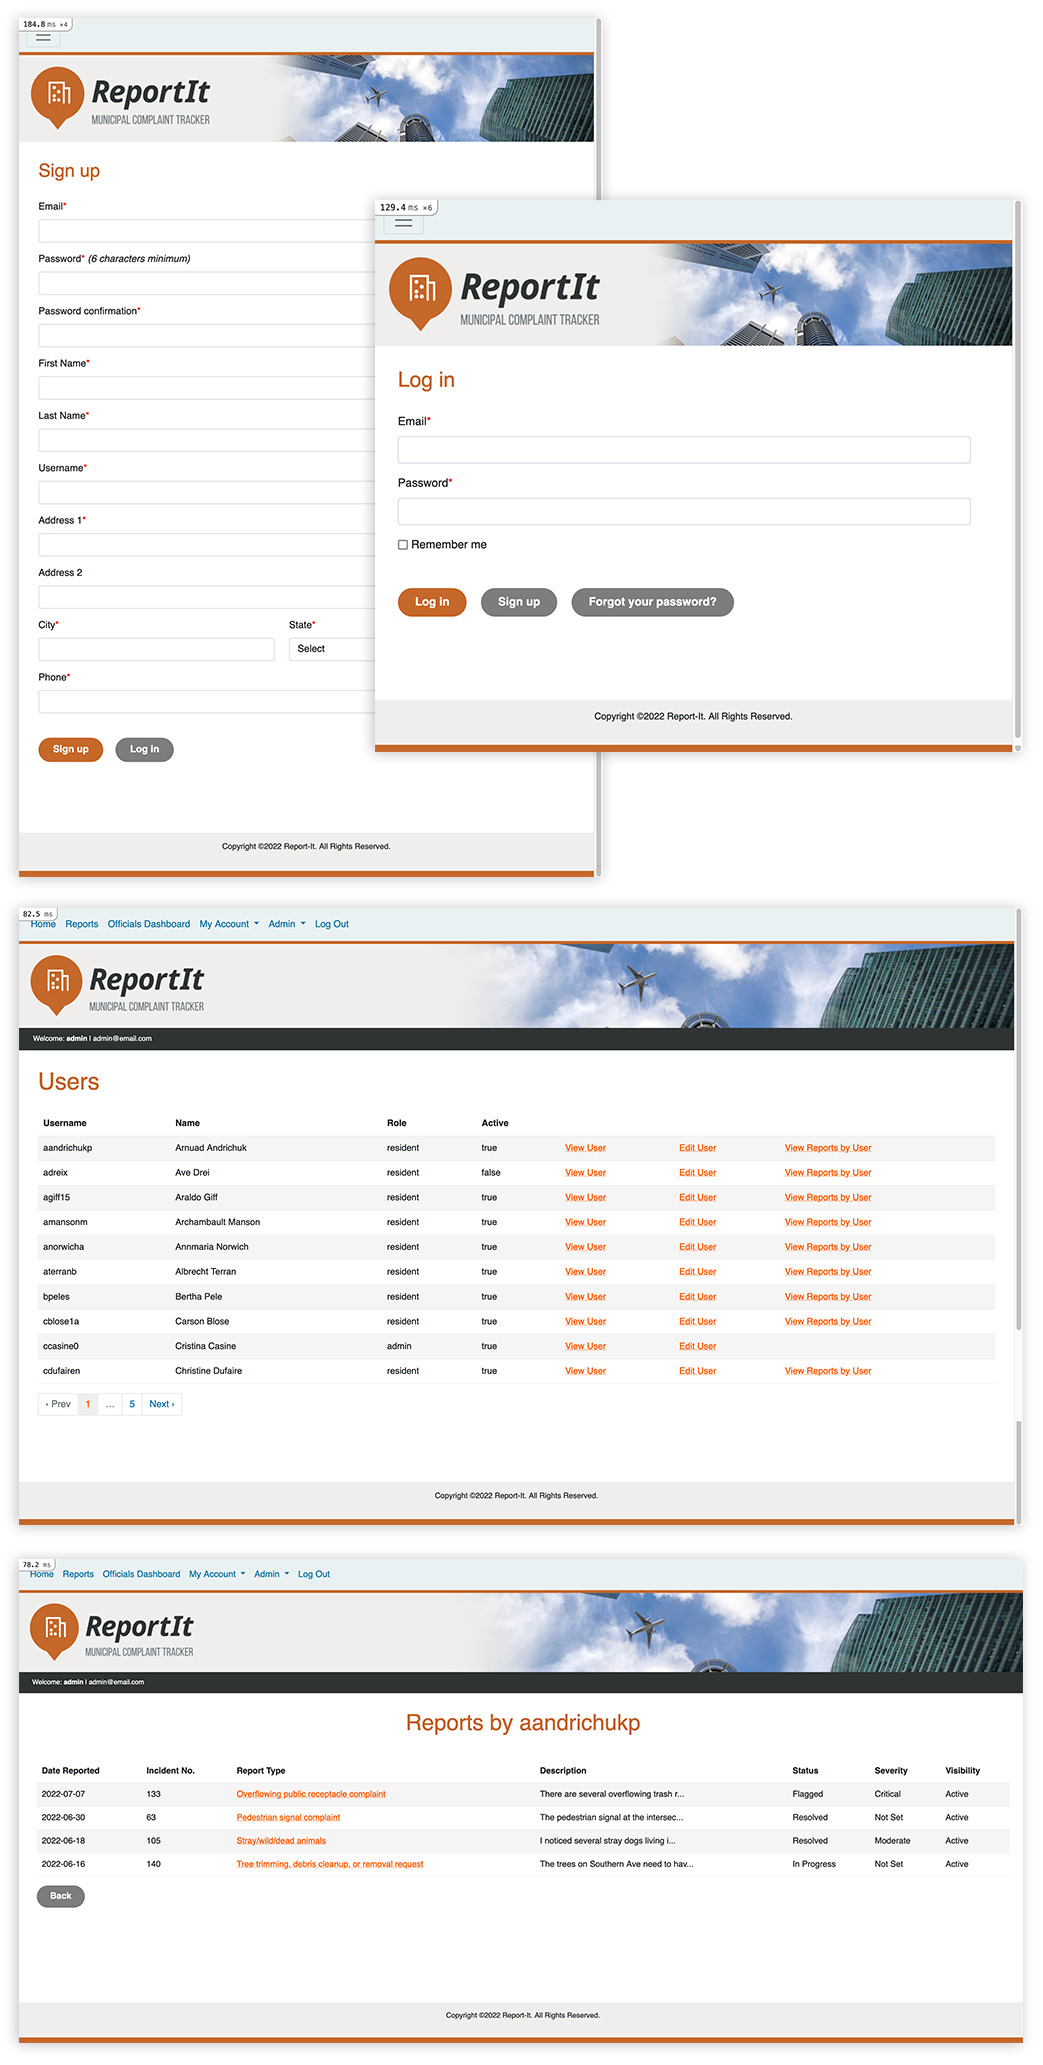 184.8 ms ×4
ReportIt
MUNICIPAL COMPLAINT TRACKER
Sign up
Email*
Password* (6 characters minimum)
Password confirmation*
First Name*
Last Name*
Username*
Address 1*
Address 2
City* State*
Select
Phone*
Sign up Log in
Copyright ©2022 Report-It. All Rights Reserved.
129.4 ms ×6
ReportIt
MUNICIPAL COMPLAINT TRACKER
Log in
Email*
Password*
Remember me
Log in Sign up Forgot your password?
Copyright ©2022 Report-It. All Rights Reserved.
82.5 ms
Home Reports Officials Dashboard My Account Admin Log Out
ReportIt
MUNICIPAL COMPLAINT TRACKER
Welcome: admin | admin@email.com
Users
Username Name Role Active
aandrichukp Arnuad Andrichuk resident true View User Edit User View Reports by User
adreix Ave Drei resident false View User Edit User View Reports by User
agiff15 Araldo Giff resident true View User Edit User View Reports by User
amansonm Archambault Manson resident true View User Edit User View Reports by User
anorwicha Annmaria Norwich resident true View User Edit User View Reports by User
aterranb Albrecht Terran resident true View User Edit User View Reports by User
bpeles Bertha Pele resident true View User Edit User View Reports by User
cblose1a Carson Blose resident true View User Edit User View Reports by User
ccasine0 Cristina Casine admin true View User Edit User
cdufairen Christine Dufaire resident true View User Edit User View Reports by User
‹ Prev 1 … 5 Next ›
Copyright ©2022 Report-It. All Rights Reserved.
78.2 ms
Home Reports Officials Dashboard My Account Admin Log Out
ReportIt
MUNICIPAL COMPLAINT TRACKER
Welcome: admin | admin@email.com
Reports by aandrichukp
Date Reported Incident No. Report Type Description Status Severity Visibility
2022-07-07 133 Overflowing public receptacle complaint There are several overflowing trash r... Flagged Critical Active
2022-06-30 63 Pedestrian signal complaint The pedestrian signal at the intersec... Resolved Not Set Active
2022-06-18 105 Stray/wild/dead animals I noticed several stray dogs living i... Resolved Moderate Active
2022-06-16 140 Tree trimming, debris cleanup, or removal request The trees on Southern Ave need to hav... In Progress Not Set Active
Back
Copyright ©2022 Report-It. All Rights Reserved.